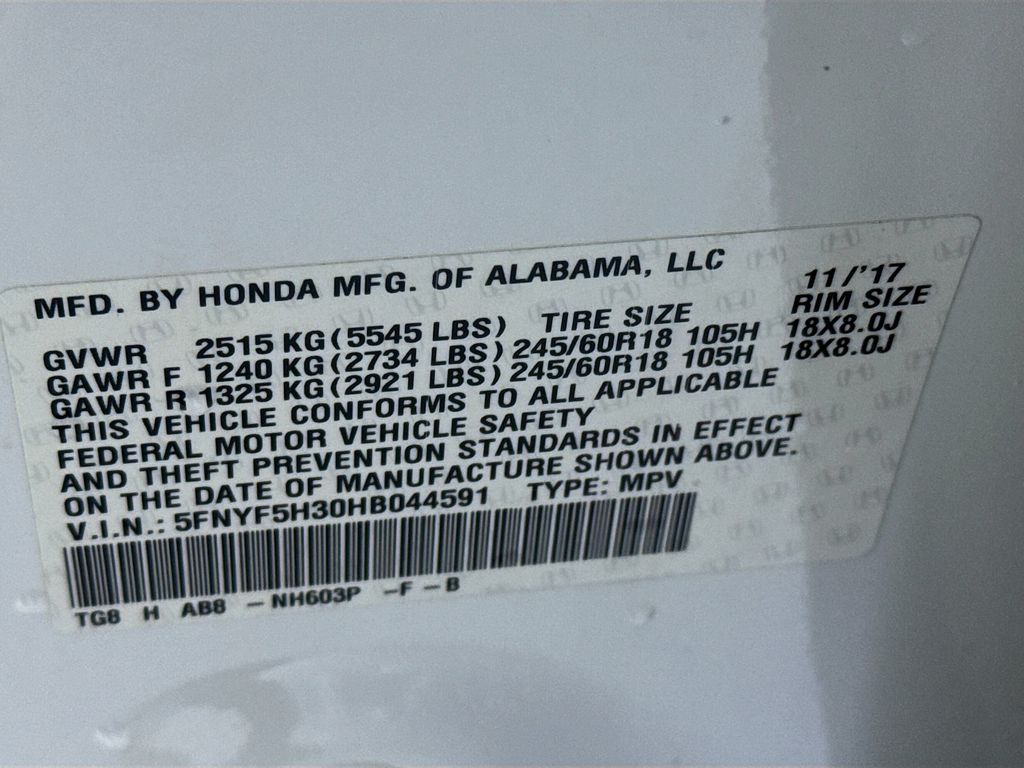 MFD. BY HONDA MFG. OF ALABAMA, LLC 11/'17
GVWR 2515 KG (5545 LBS) TIRE SIZE RIM SIZE
GAWR F 1240 KG (2734 LBS) 245/60R18 105H 18X8.0J
GAWR R 1325 KG (2921 LBS) 245/60R18 105H 18X8.0J
THIS VEHICLE CONFORMS TO ALL APPLICABLE
FEDERAL MOTOR VEHICLE SAFETY
AND THEFT PREVENTION STANDARDS IN EFFECT
ON THE DATE OF MANUFACTURE SHOWN ABOVE.
V.I.N.: 5FNYF5H30HB044591 TYPE: MPV
TG8 H AB8 -NH603P -F-B